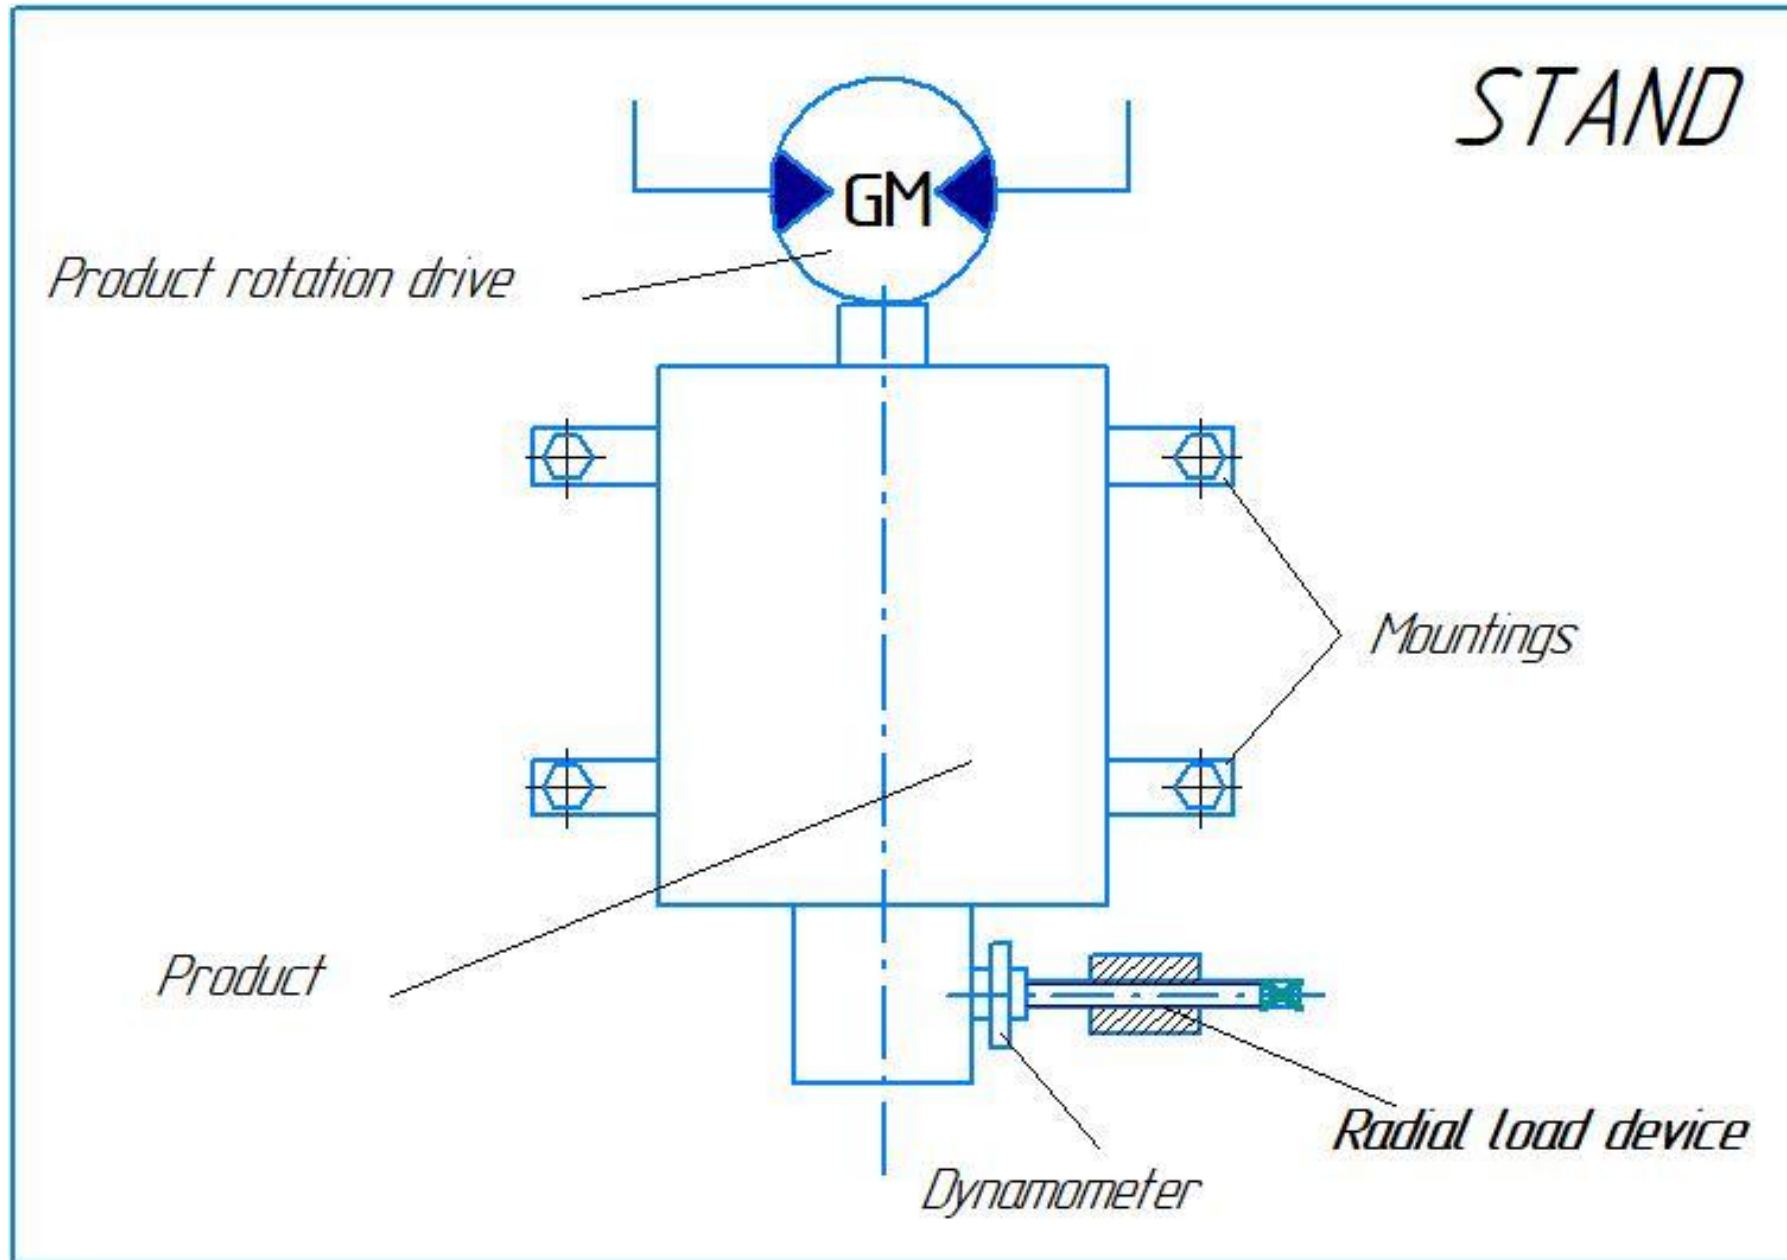 STAND
GM
Product rotation drive
Mountings
Product
Radial load device
Dynamometer